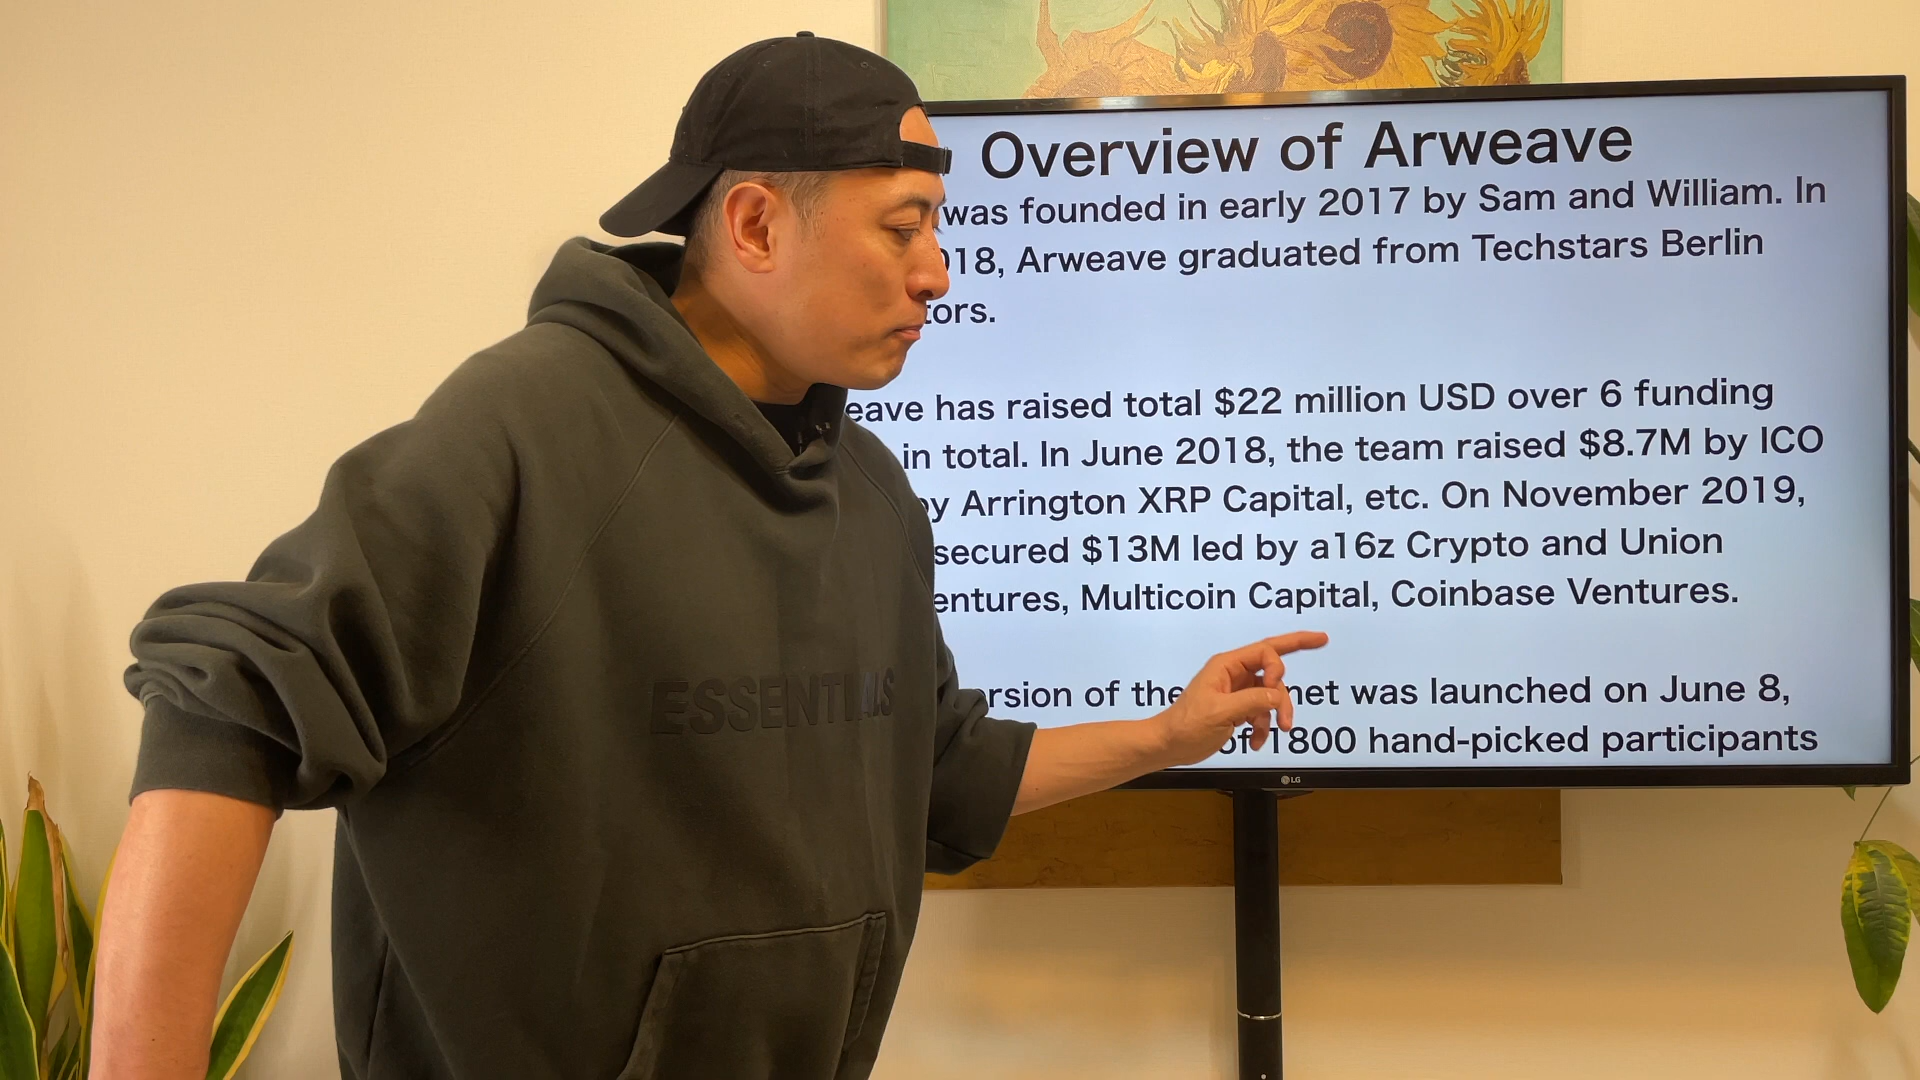 Overview of Arweave
was founded in early 2017 by Sam and William. In
18, Arweave graduated from Techstars Berlin
tors.
eave has raised total $22 million USD over 6 funding
in total. In June 2018, the team raised $8.7M by ICO
by Arrington XRP Capital, etc. On November 2019,
secured $13M led by a16z Crypto and Union
entures, Multicoin Capital, Coinbase Ventures.
rsion of the net was launched on June 8,
of 1800 hand-picked participants
ESSENTIALS
LG